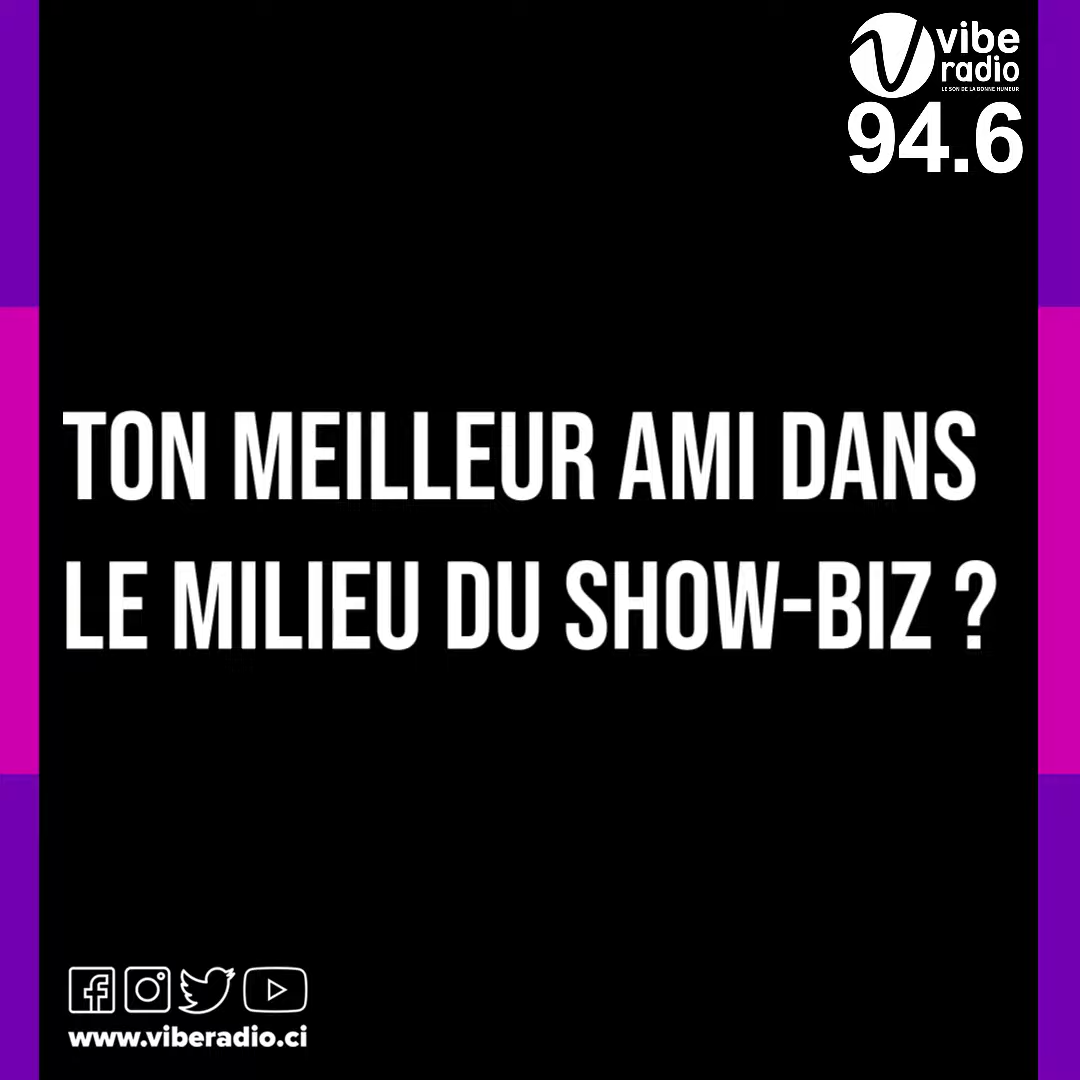 vibe
radio
LE SON DE LA BONNE HUMEUR
94.6
TON MEILLEUR AMI DANS
LE MILIEU DU SHOW-BIZ ?
www.viberadio.ci